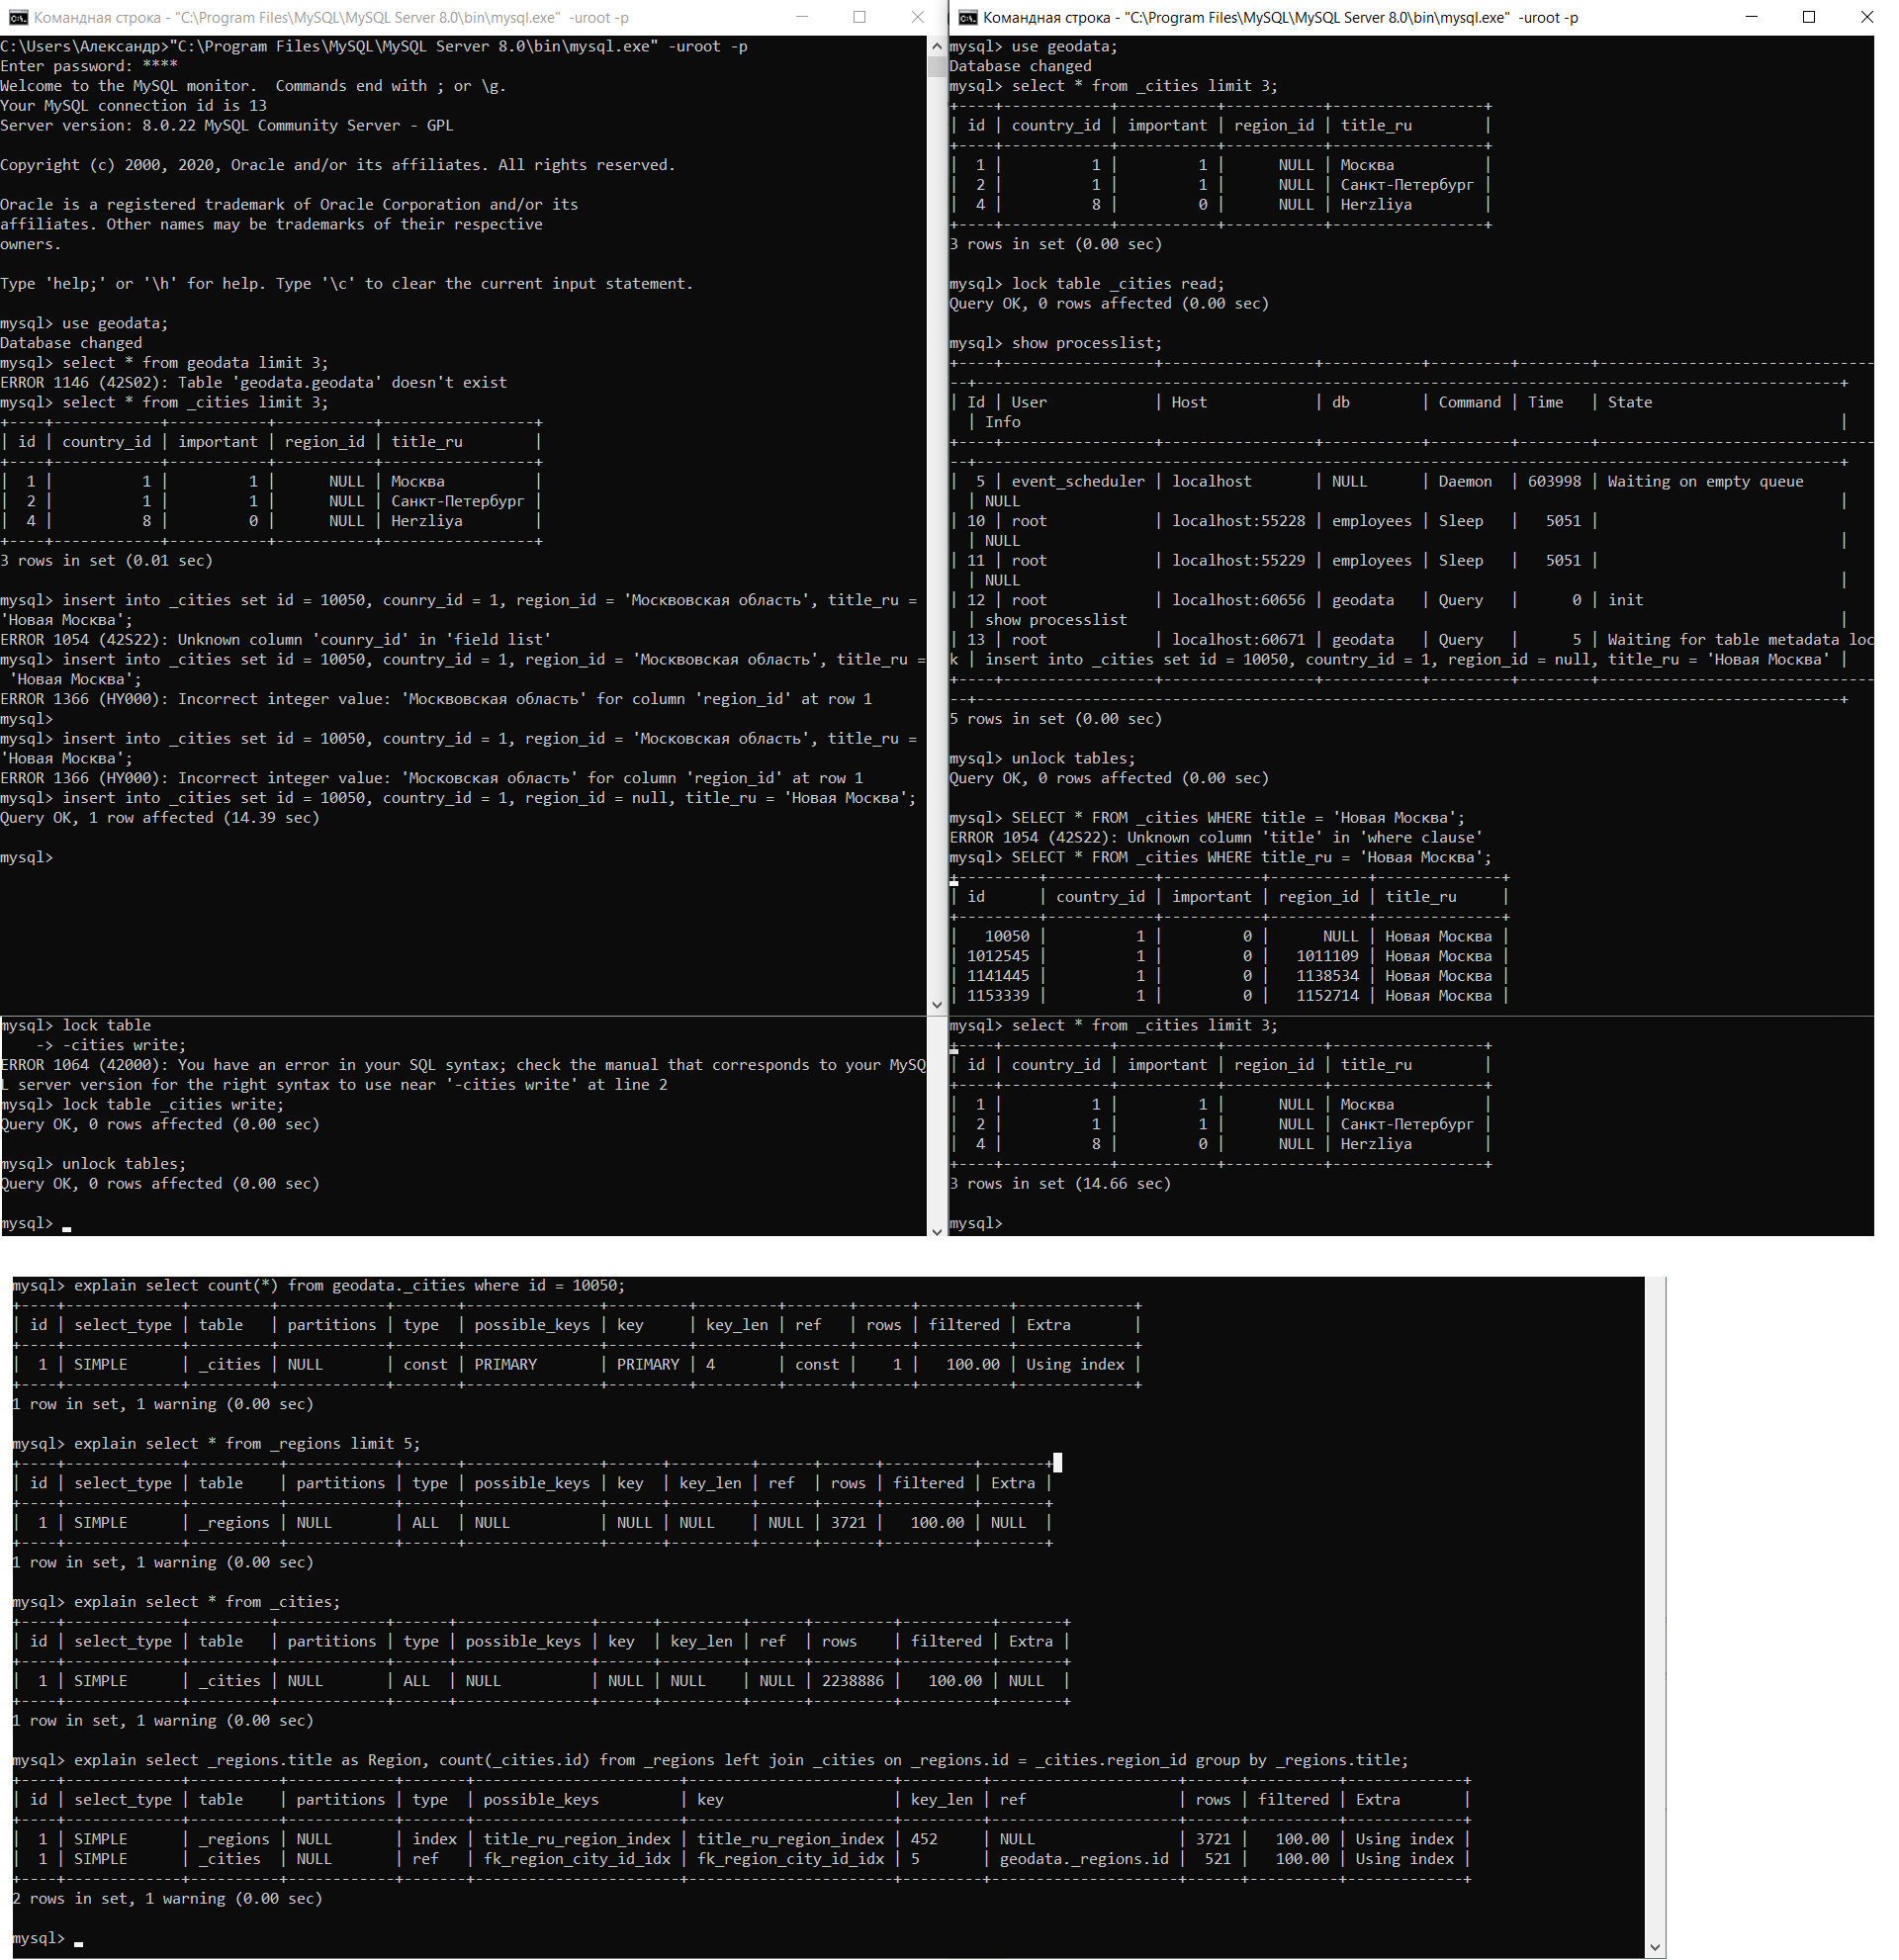 Командная строка - "C:\Program Files\MySQL\MySQL Server 8.0\bin\mysql.exe" -uroot -p
C:\Users\Александр>"C:\Program Files\MySQL\MySQL Server 8.0\bin\mysql.exe" -uroot -p
Enter password: ****
Welcome to the MySQL monitor.  Commands end with ; or \g.
Your MySQL connection id is 13
Server version: 8.0.22 MySQL Community Server - GPL
Copyright (c) 2000, 2020, Oracle and/or its affiliates. All rights reserved.
Oracle is a registered trademark of Oracle Corporation and/or its
affiliates. Other names may be trademarks of their respective
owners.
Type 'help;' or '\h' for help. Type '\c' to clear the current input statement.
mysql> use geodata;
Database changed
mysql> select * from geodata limit 3;
ERROR 1146 (42S02): Table 'geodata.geodata' doesn't exist
mysql> select * from _cities limit 3;
| id | country_id | important | region_id | title_ru        |
|  1 |          1 |         1 |      NULL | Москва          |
|  2 |          1 |         1 |      NULL | Санкт-Петербург |
|  4 |          8 |         0 |      NULL | Herzliya        |
3 rows in set (0.01 sec)
mysql> insert into _cities set id = 10050, counry_id = 1, region_id = 'Москвовская область', title_ru =
'Новая Москва';
ERROR 1054 (42S22): Unknown column 'counry_id' in 'field list'
mysql> insert into _cities set id = 10050, country_id = 1, region_id = 'Москвовская область', title_ru =
 'Новая Москва';
ERROR 1366 (HY000): Incorrect integer value: 'Москвовская область' for column 'region_id' at row 1
mysql>
mysql> insert into _cities set id = 10050, country_id = 1, region_id = 'Московская область', title_ru =
'Новая Москва';
ERROR 1366 (HY000): Incorrect integer value: 'Московская область' for column 'region_id' at row 1
mysql> insert into _cities set id = 10050, country_id = 1, region_id = null, title_ru = 'Новая Москва';
Query OK, 1 row affected (14.39 sec)
mysql>
Командная строка - "C:\Program Files\MySQL\MySQL Server 8.0\bin\mysql.exe" -uroot -p
mysql> use geodata;
Database changed
mysql> select * from _cities limit 3;
| id | country_id | important | region_id | title_ru        |
|  1 |          1 |         1 |      NULL | Москва          |
|  2 |          1 |         1 |      NULL | Санкт-Петербург |
|  4 |          8 |         0 |      NULL | Herzliya        |
3 rows in set (0.00 sec)
mysql> lock table _cities read;
Query OK, 0 rows affected (0.00 sec)
mysql> show processlist;
| Id | User            | Host            | db        | Command | Time   | State
  | Info                                                                                          |
|  5 | event_scheduler | localhost       | NULL      | Daemon  | 603998 | Waiting on empty queue
  | NULL                                                                                          |
| 10 | root            | localhost:55228 | employees | Sleep   |   5051 |
  | NULL                                                                                          |
| 11 | root            | localhost:55229 | employees | Sleep   |   5051 |
  | NULL                                                                                          |
| 12 | root            | localhost:60656 | geodata   | Query   |      0 | init
  | show processlist                                                                              |
| 13 | root            | localhost:60671 | geodata   | Query   |      5 | Waiting for table metadata loc
k | insert into _cities set id = 10050, country_id = 1, region_id = null, title_ru = 'Новая Москва' |
5 rows in set (0.00 sec)
mysql> unlock tables;
Query OK, 0 rows affected (0.00 sec)
mysql> SELECT * FROM _cities WHERE title = 'Новая Москва';
ERROR 1054 (42S22): Unknown column 'title' in 'where clause'
mysql> SELECT * FROM _cities WHERE title_ru = 'Новая Москва';
| id      | country_id | important | region_id | title_ru     |
|   10050 |          1 |         0 |      NULL | Новая Москва |
| 1012545 |          1 |         0 |   1011109 | Новая Москва |
| 1141445 |          1 |         0 |   1138534 | Новая Москва |
| 1153339 |          1 |         0 |   1152714 | Новая Москва |
mysql> lock table
    -> -cities write;
ERROR 1064 (42000): You have an error in your SQL syntax; check the manual that corresponds to your MySQ
L server version for the right syntax to use near '-cities write' at line 2
mysql> lock table _cities write;
Query OK, 0 rows affected (0.00 sec)
mysql> unlock tables;
Query OK, 0 rows affected (0.00 sec)
mysql>
mysql> select * from _cities limit 3;
| id | country_id | important | region_id | title_ru        |
|  1 |          1 |         1 |      NULL | Москва          |
|  2 |          1 |         1 |      NULL | Санкт-Петербург |
|  4 |          8 |         0 |      NULL | Herzliya        |
3 rows in set (14.66 sec)
mysql>
mysql> explain select count(*) from geodata._cities where id = 10050;
| id | select_type | table   | partitions | type  | possible_keys | key     | key_len | ref   | rows | filtered | Extra       |
|  1 | SIMPLE      | _cities | NULL       | const | PRIMARY       | PRIMARY | 4       | const |    1 |   100.00 | Using index |
1 row in set, 1 warning (0.00 sec)
mysql> explain select * from _regions limit 5;
| id | select_type | table    | partitions | type | possible_keys | key  | key_len | ref  | rows | filtered | Extra |
|  1 | SIMPLE      | _regions | NULL       | ALL  | NULL          | NULL | NULL    | NULL | 3721 |   100.00 | NULL  |
1 row in set, 1 warning (0.00 sec)
mysql> explain select * from _cities;
| id | select_type | table   | partitions | type | possible_keys | key  | key_len | ref  | rows    | filtered | Extra |
|  1 | SIMPLE      | _cities | NULL       | ALL  | NULL          | NULL | NULL    | NULL | 2238886 |   100.00 | NULL  |
1 row in set, 1 warning (0.00 sec)
mysql> explain select _regions.title as Region, count(_cities.id) from _regions left join _cities on _regions.id = _cities.region_id group by _regions.title;
| id | select_type | table    | partitions | type  | possible_keys         | key                   | key_len | ref                 | rows | filtered | Extra       |
|  1 | SIMPLE      | _regions | NULL       | index | title_ru_region_index | title_ru_region_index | 452     | NULL                | 3721 |   100.00 | Using index |
|  1 | SIMPLE      | _cities  | NULL       | ref   | fk_region_city_id_idx | fk_region_city_id_idx | 5       | geodata._regions.id |  521 |   100.00 | Using index |
2 rows in set, 1 warning (0.00 sec)
mysql>